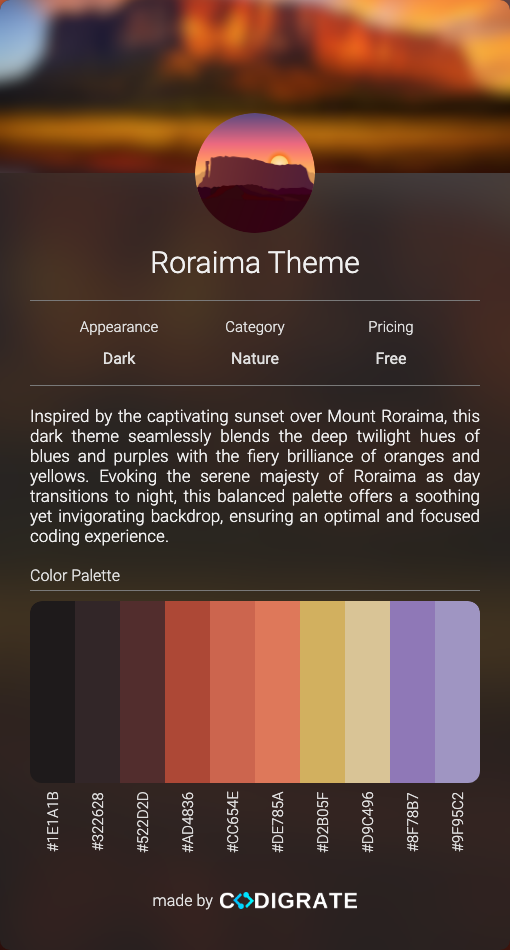 Roraima Theme
Appearance Category Pricing
Dark Nature Free
Inspired by the captivating sunset over Mount Roraima, this
dark theme seamlessly blends the deep twilight hues of
blues and purples with the fiery brilliance of oranges and
yellows. Evoking the serene majesty of Roraima as day
transitions to night, this balanced palette offers a soothing
yet invigorating backdrop, ensuring an optimal and focused
coding experience.
Color Palette
#1E1A1B
#322628
#522D2D
#AD4836
#CC654E
#DE785A
#D2B05F
#D9C496
#8F78B7
#9F95C2
made by CODIGRATE